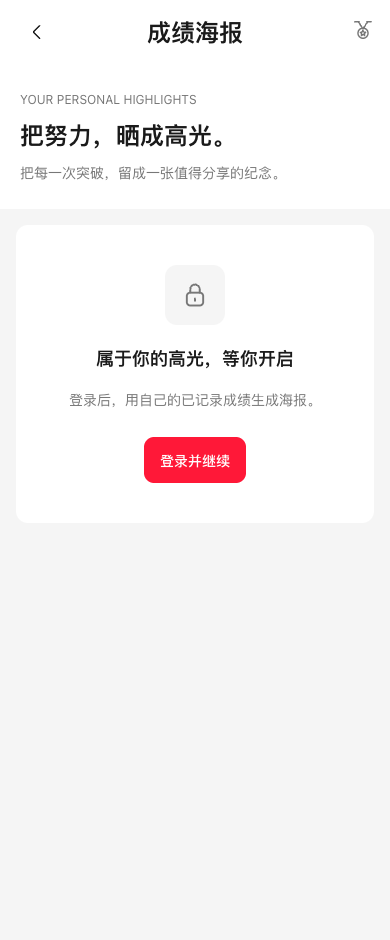 成绩海报
YOUR PERSONAL HIGHLIGHTS
把努力，晒成高光。
把每一次突破，留成一张值得分享的纪念。
属于你的高光，等你开启
登录后，用自己的已记录成绩生成海报。
登录并继续